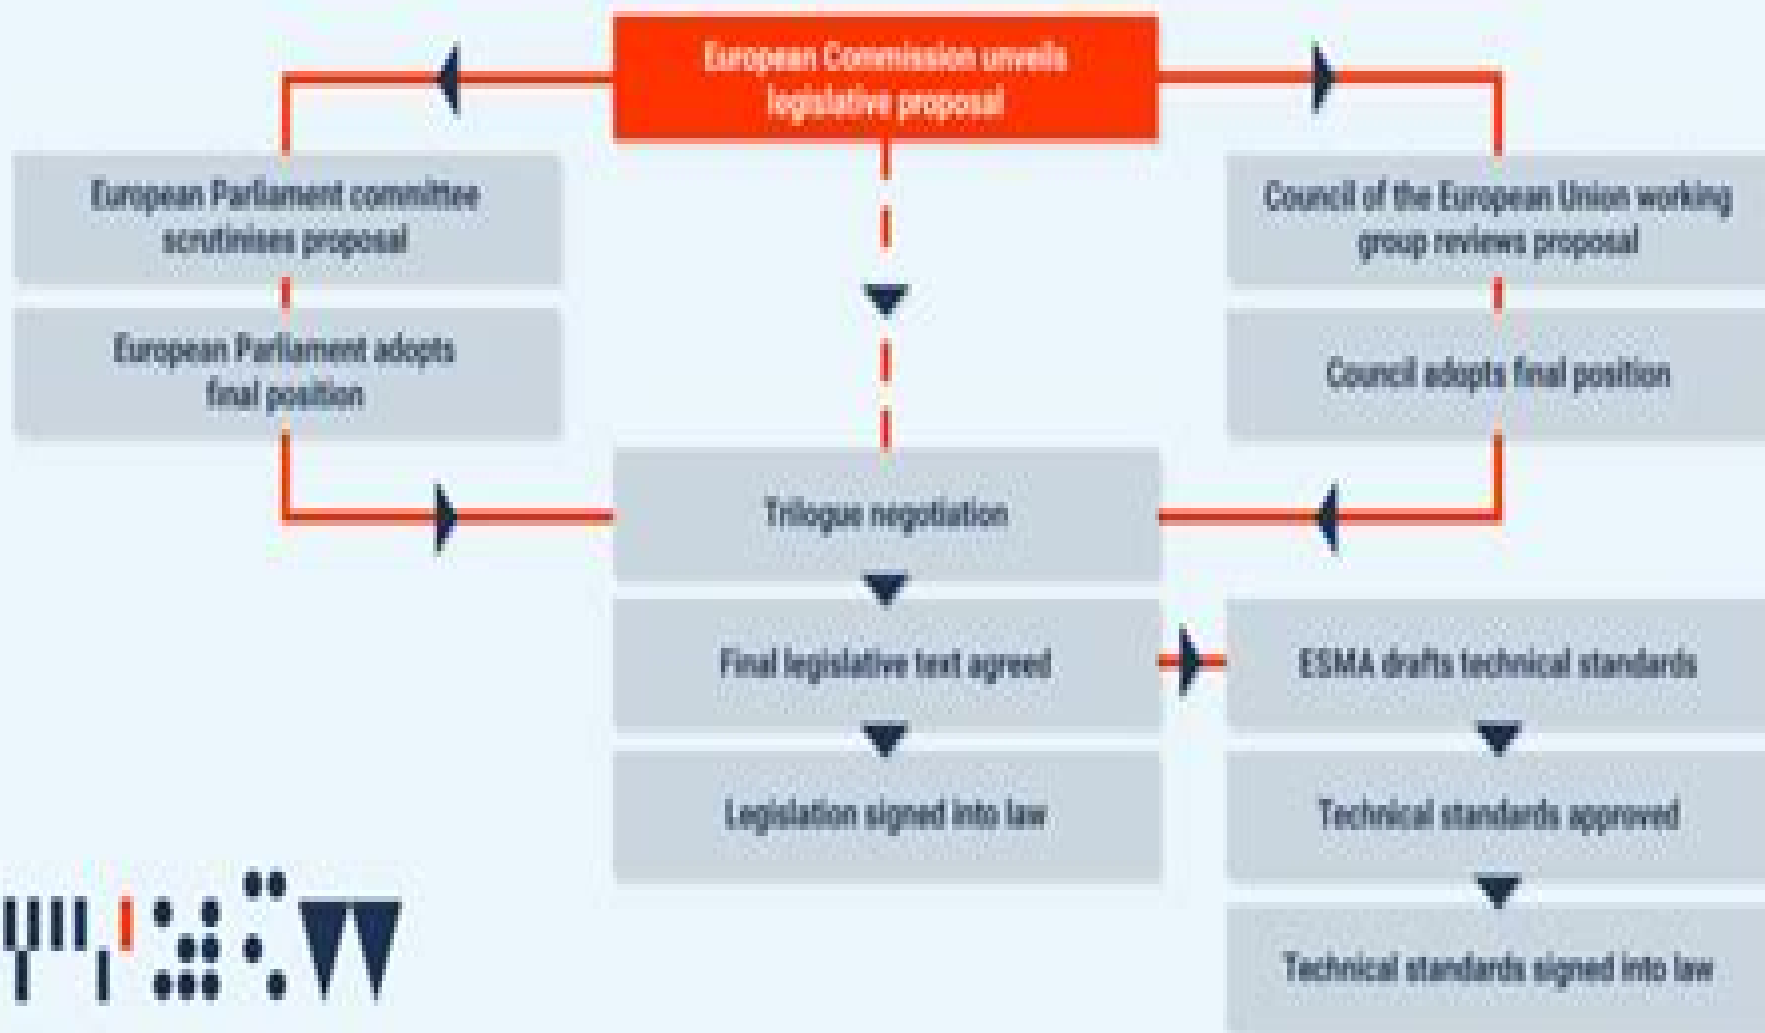 European Commission unveils
legislative proposal
European Parliament committee
scrutinises proposal
Council of the European Union working
group reviews proposal
European Parliament adopts
final position
Council adopts final position
Trilogue negotiation
Final legislative text agreed
ESMA drafts technical standards
Legislation signed into law
Technical standards approved
Technical standards signed into law